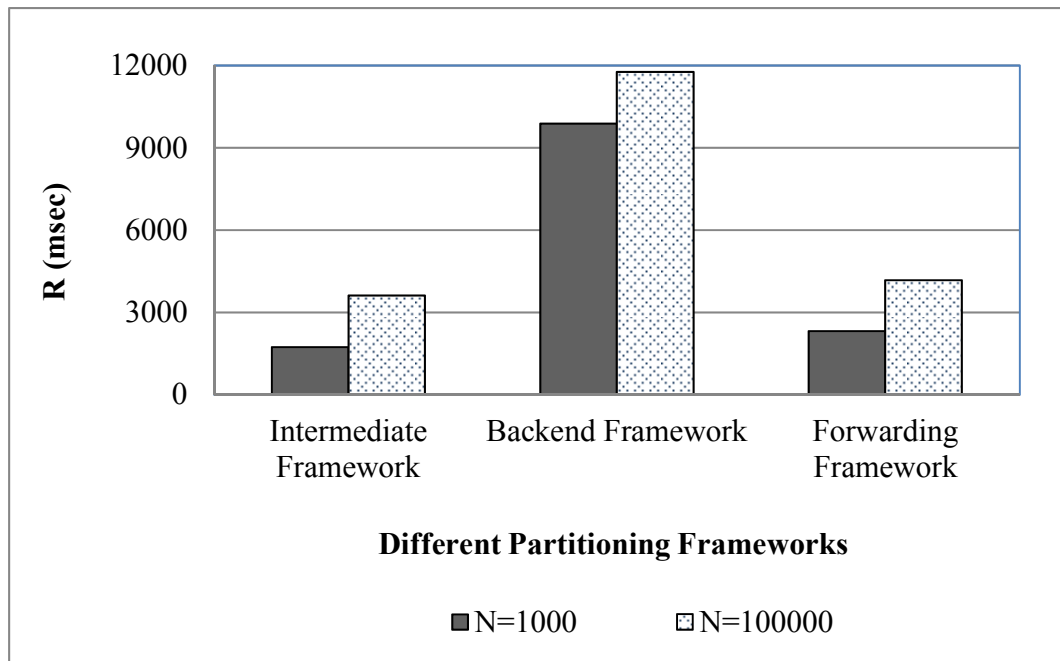 12000
9000
6000
3000
0
R (msec)
Intermediate
Framework
Backend Framework
Forwarding
Framework
Different Partitioning Frameworks
N=1000
N=100000